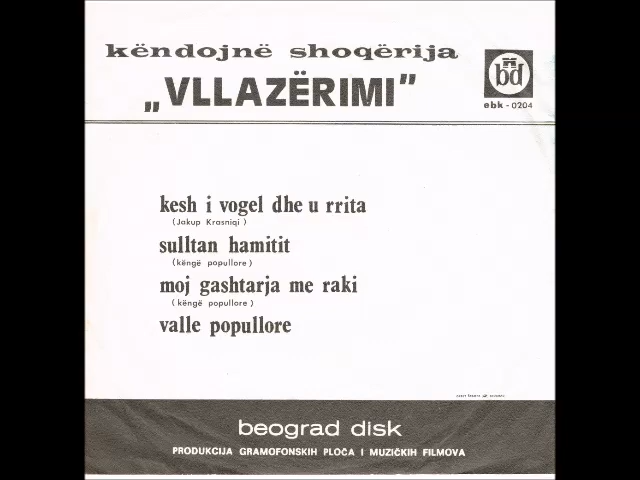 këndojnë shoqërija
„VLLAZËRIMI”
bd
ebk - 0204
kesh i vogel dhe u rrita
(Jakup Krasniqi)
sulltan hamitit
(këngë popullore)
moj gashtarja me raki
(këngë popullore)
valle popullore
beograd disk
PRODUKCIJA GRAMOFONSKIH PLOČA I MUZIČKIH FILMOVA